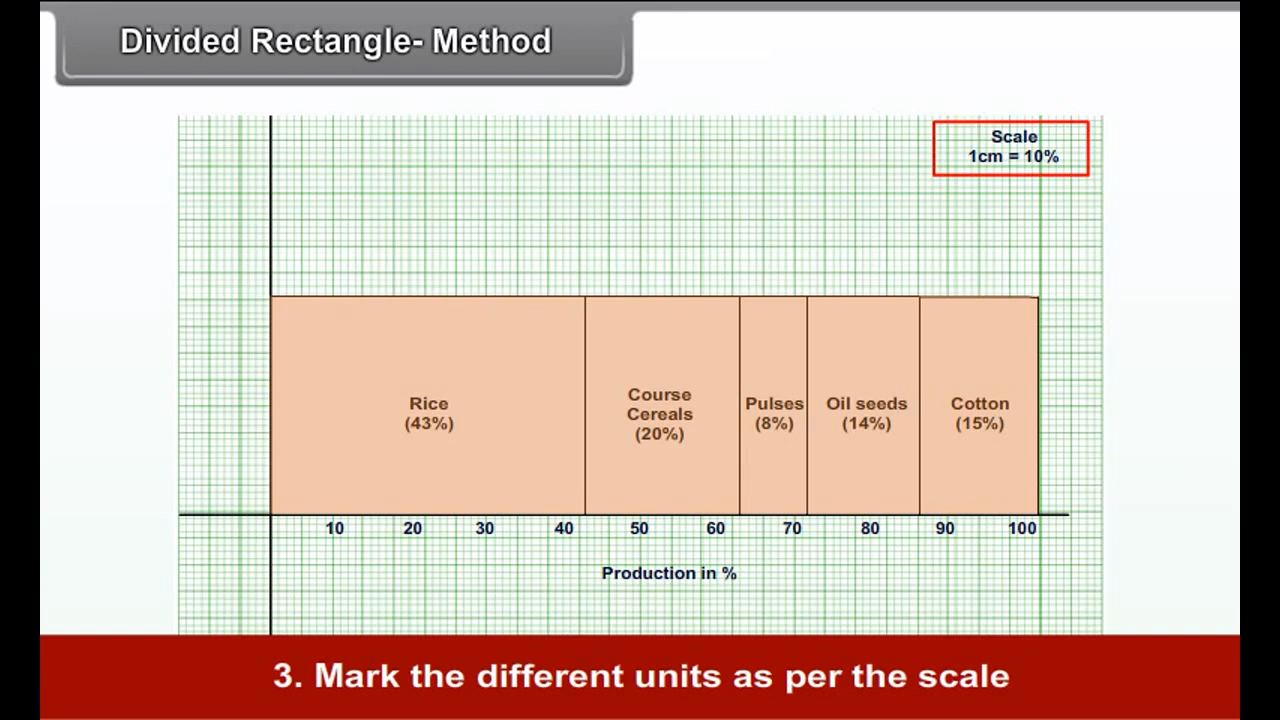 Divided Rectangle- Method
Scale
1cm = 10%
Rice
(43%)
Course
Cereals
(20%)
Pulses
(8%)
Oil seeds
(14%)
Cotton
(15%)
10 20 30 40 50 60 70 80 90 100
Production in %
3. Mark the different units as per the scale